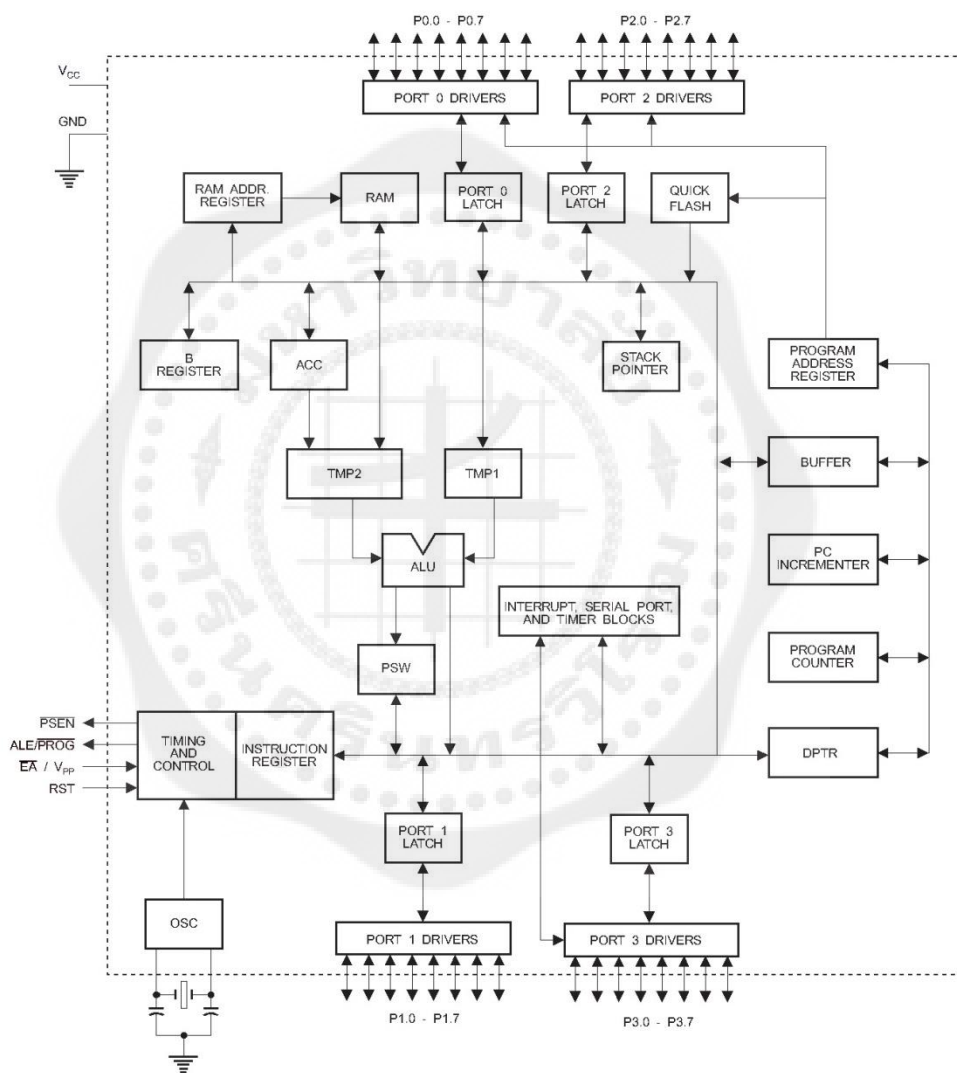 P0.0 - P0.7
P2.0 - P2.7
VCC
PORT 0 DRIVERS
PORT 2 DRIVERS
GND
RAM ADDR.
REGISTER
RAM
PORT 0
LATCH
PORT 2
LATCH
QUICK
FLASH
B
REGISTER
ACC
STACK
POINTER
PROGRAM
ADDRESS
REGISTER
TMP2
TMP1
BUFFER
ALU
PC
INCREMENTER
INTERRUPT, SERIAL PORT,
AND TIMER BLOCKS
PSW
PROGRAM
COUNTER
PSEN
ALE/PROG
EA / VPP
RST
TIMING
AND
CONTROL
INSTRUCTION
REGISTER
DPTR
PORT 1
LATCH
PORT 3
LATCH
OSC
PORT 1 DRIVERS
PORT 3 DRIVERS
P1.0 - P1.7
P3.0 - P3.7